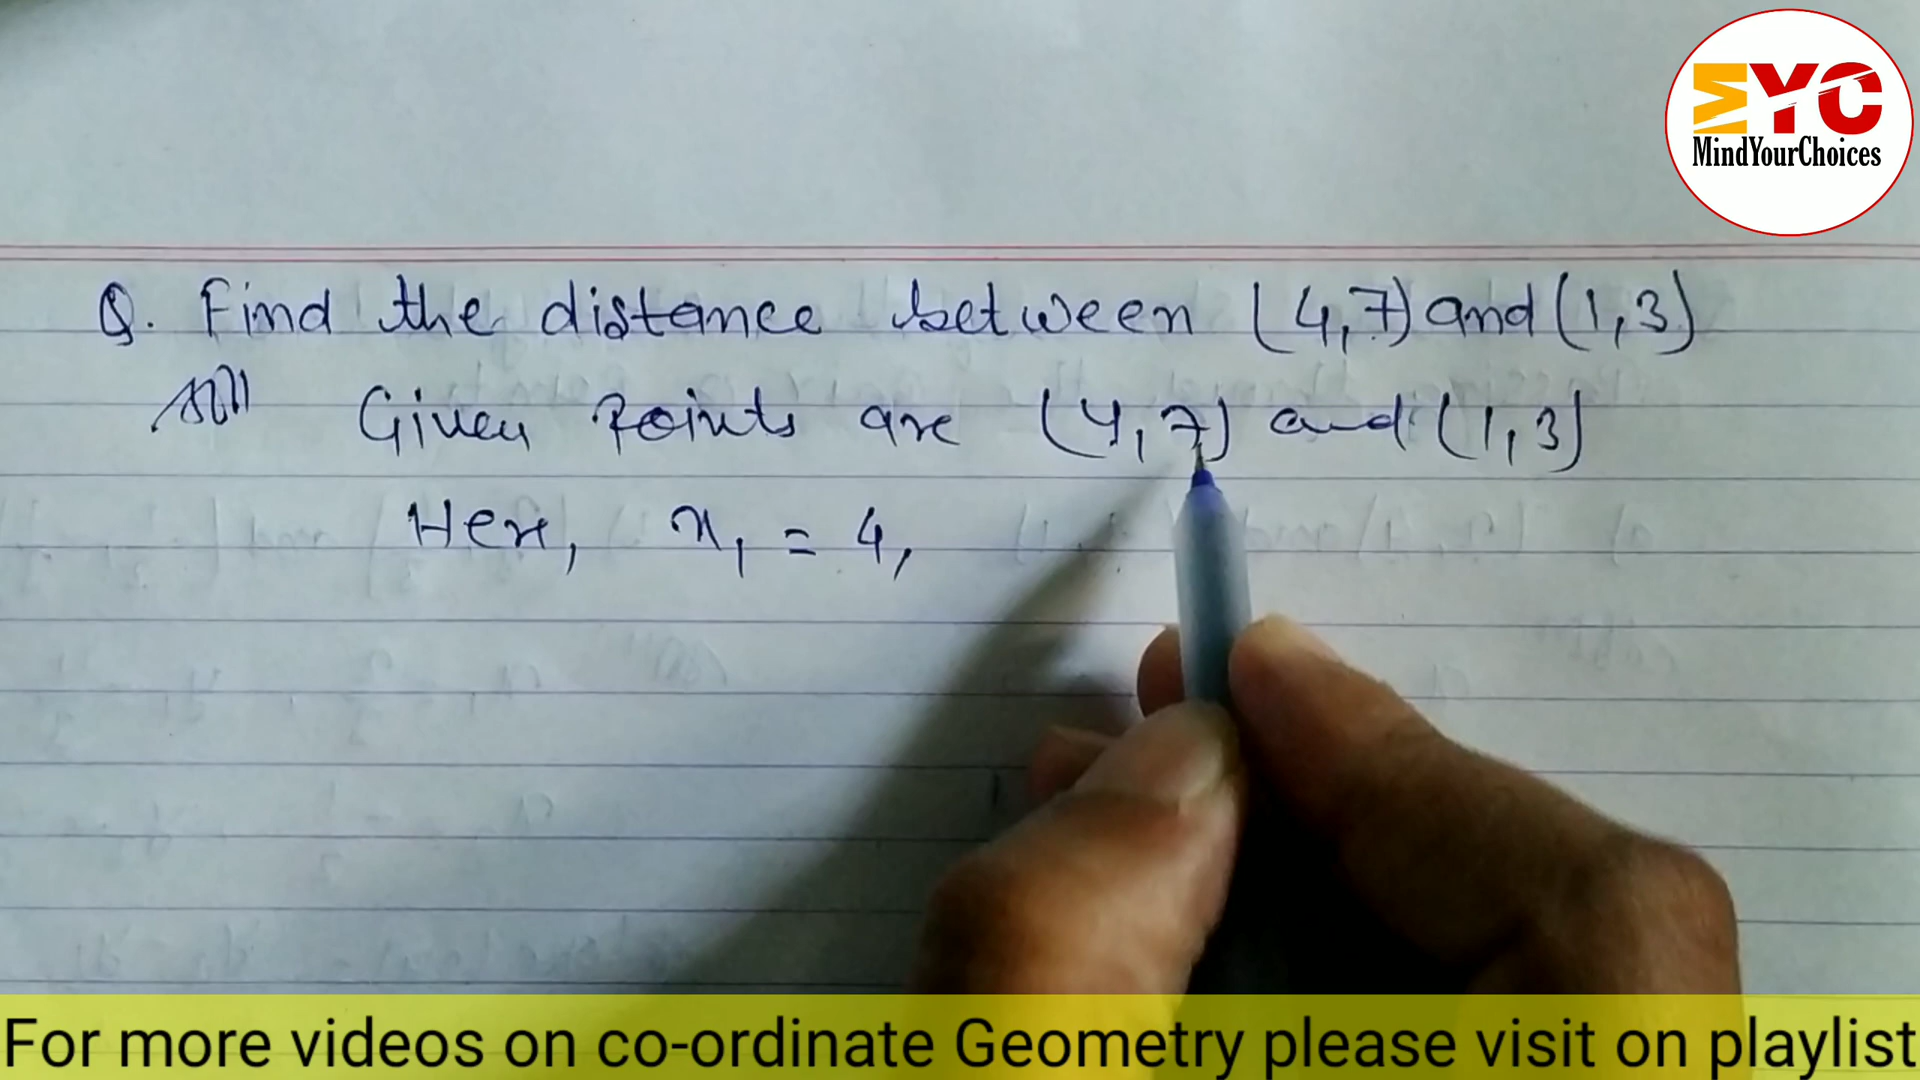 MYC
MindYourChoices
Q. Find the distance between (4,7) and (1,3)
Given Points are (4,7) and (1,3)
Here, x₁ = 4,
For more videos on co-ordinate Geometry please visit on playlist